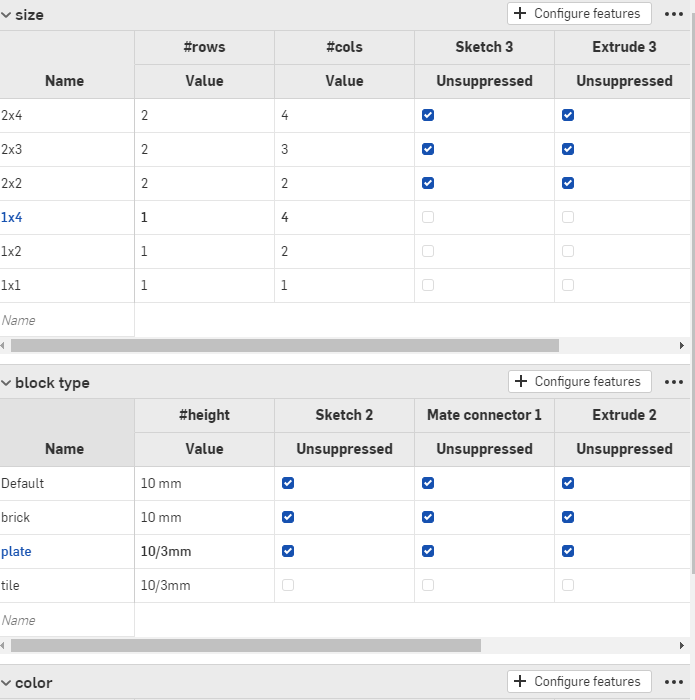 size + Configure features •••
#rows #cols Sketch 3 Extrude 3
Name Value Value Unsuppressed Unsuppressed
2x4 2 4
2x3 2 3
2x2 2 2
1x4 1 4
1x2 1 2
1x1 1 1
Name
block type + Configure features •••
#height Sketch 2 Mate connector 1 Extrude 2
Name Value Unsuppressed Unsuppressed Unsuppressed
Default 10 mm
brick 10 mm
plate 10/3mm
tile 10/3mm
Name
color + Configure features •••